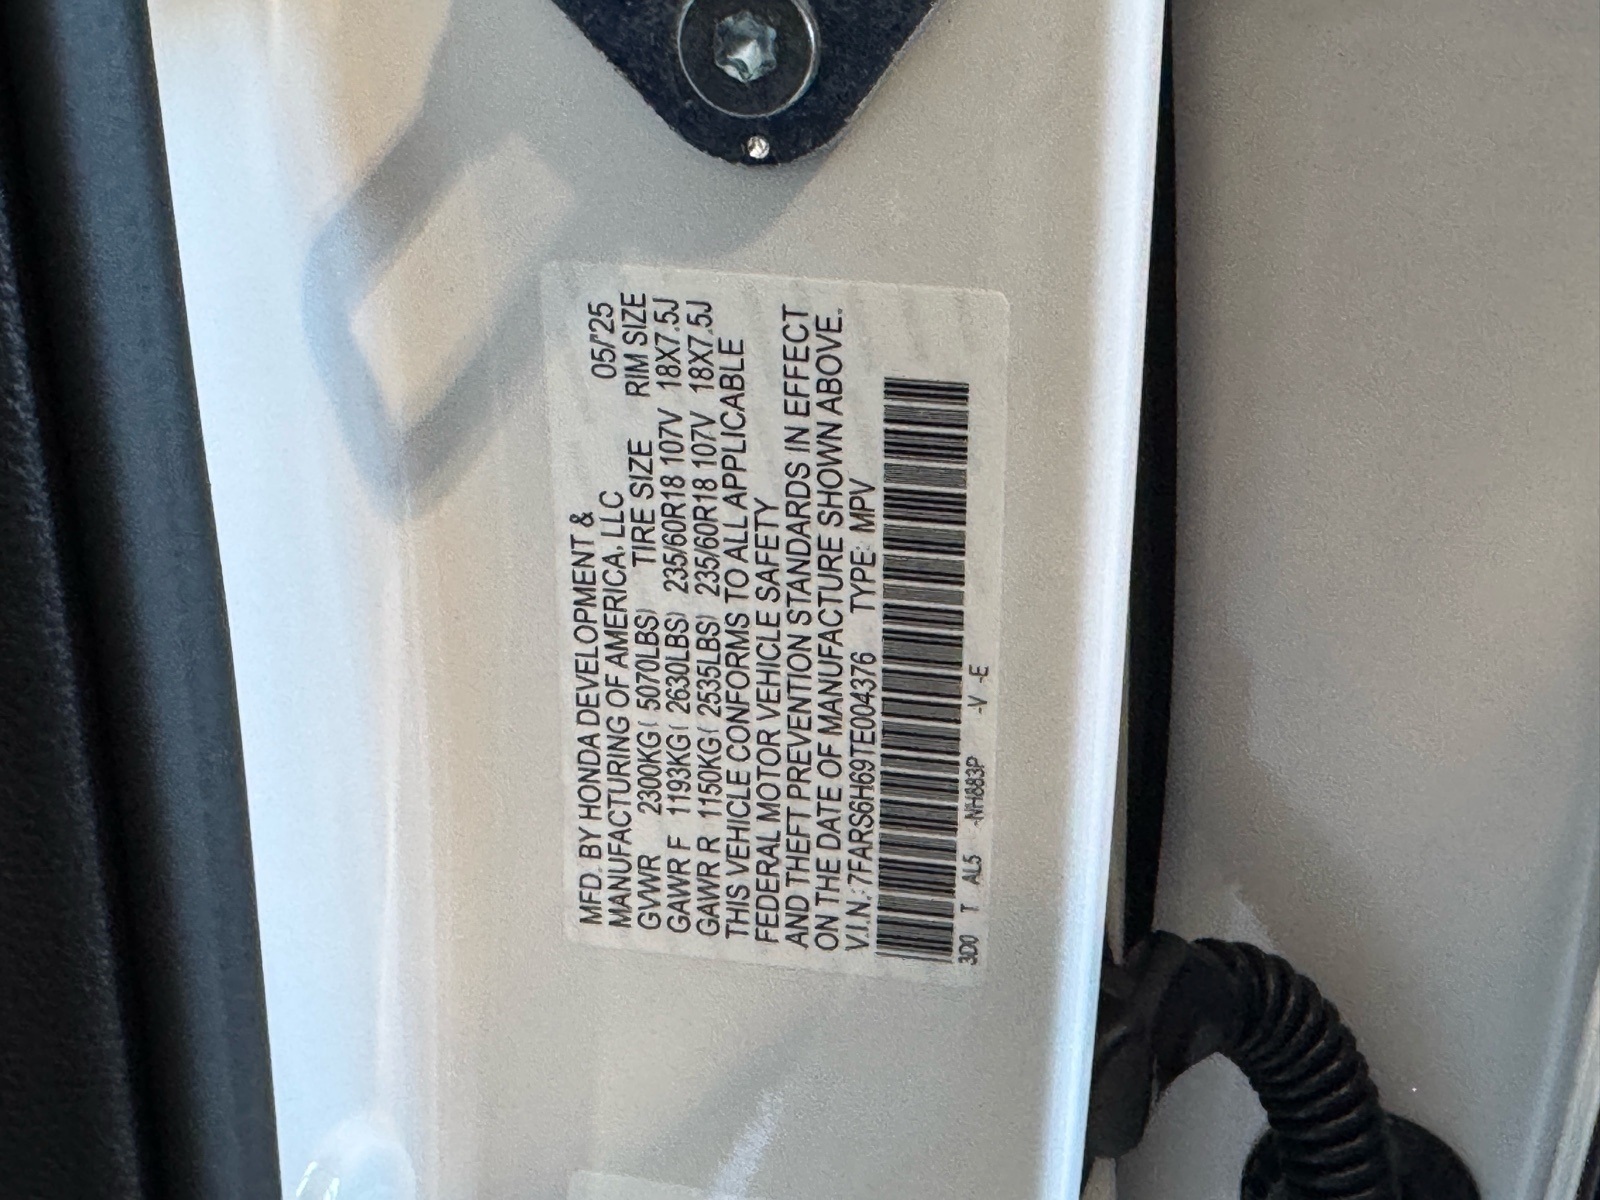 MFD. BY HONDA DEVELOPMENT &
MANUFACTURING OF AMERICA, LLC 05/'25
GVWR 2300KG( 5070LBS) TIRE SIZE RIM SIZE
GAWR F 1193KG( 2630LBS) 235/60R18 107V 18X7.5J
GAWR R 1150KG( 2535LBS) 235/60R18 107V 18X7.5J
THIS VEHICLE CONFORMS TO ALL APPLICABLE
FEDERAL MOTOR VEHICLE SAFETY
AND THEFT PREVENTION STANDARDS IN EFFECT
ON THE DATE OF MANUFACTURE SHOWN ABOVE.
V.I.N.: 7FARS6H69TE004376 TYPE: MPV
3D0 T AL5 -NH883P -V -E